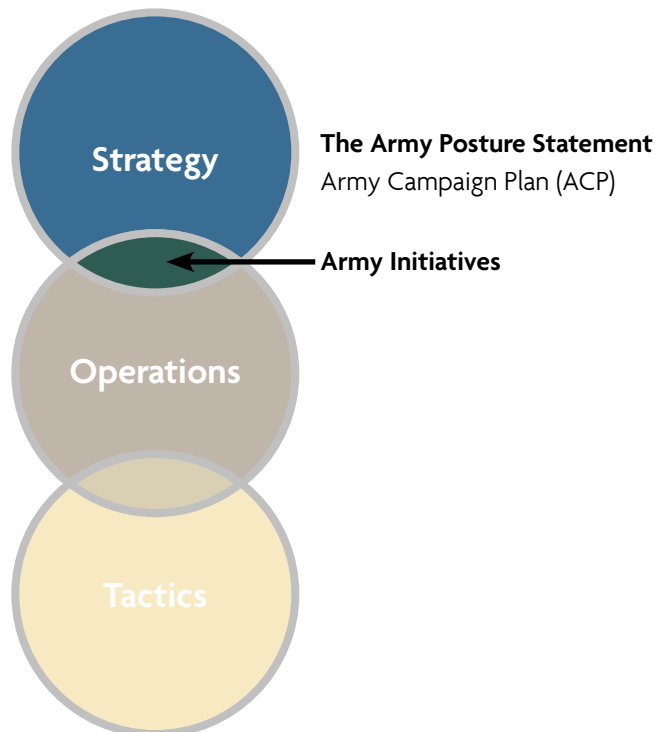 Strategy
The Army Posture Statement
Army Campaign Plan (ACP)
Army Initiatives
Operations
Tactics